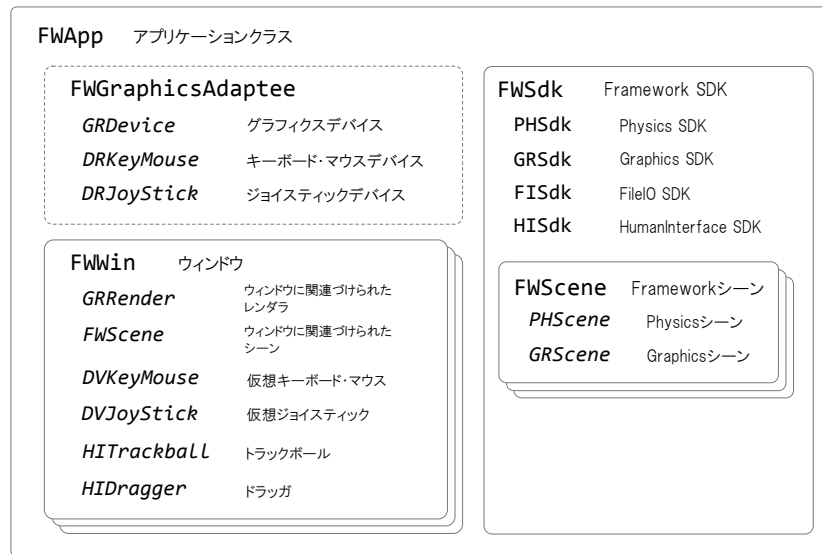 FWApp アプリケーションクラス
FWGraphicsAdaptee
GRDevice グラフィクスデバイス
DRKeyMouse キーボード・マウスデバイス
DRJoyStick ジョイスティックデバイス
FWWin ウィンドウ
GRRender ウィンドウに関連づけられた
レンダラ
FWScene ウィンドウに関連づけられた
シーン
DVKeyMouse 仮想キーボード・マウス
DVJoyStick 仮想ジョイスティック
HITrackball トラックボール
HIDragger ドラッガ
FWSdk Framework SDK
PHSdk Physics SDK
GRSdk Graphics SDK
FISdk FileIO SDK
HISdk HumanInterface SDK
FWScene Frameworkシーン
PHScene Physicsシーン
GRScene Graphicsシーン